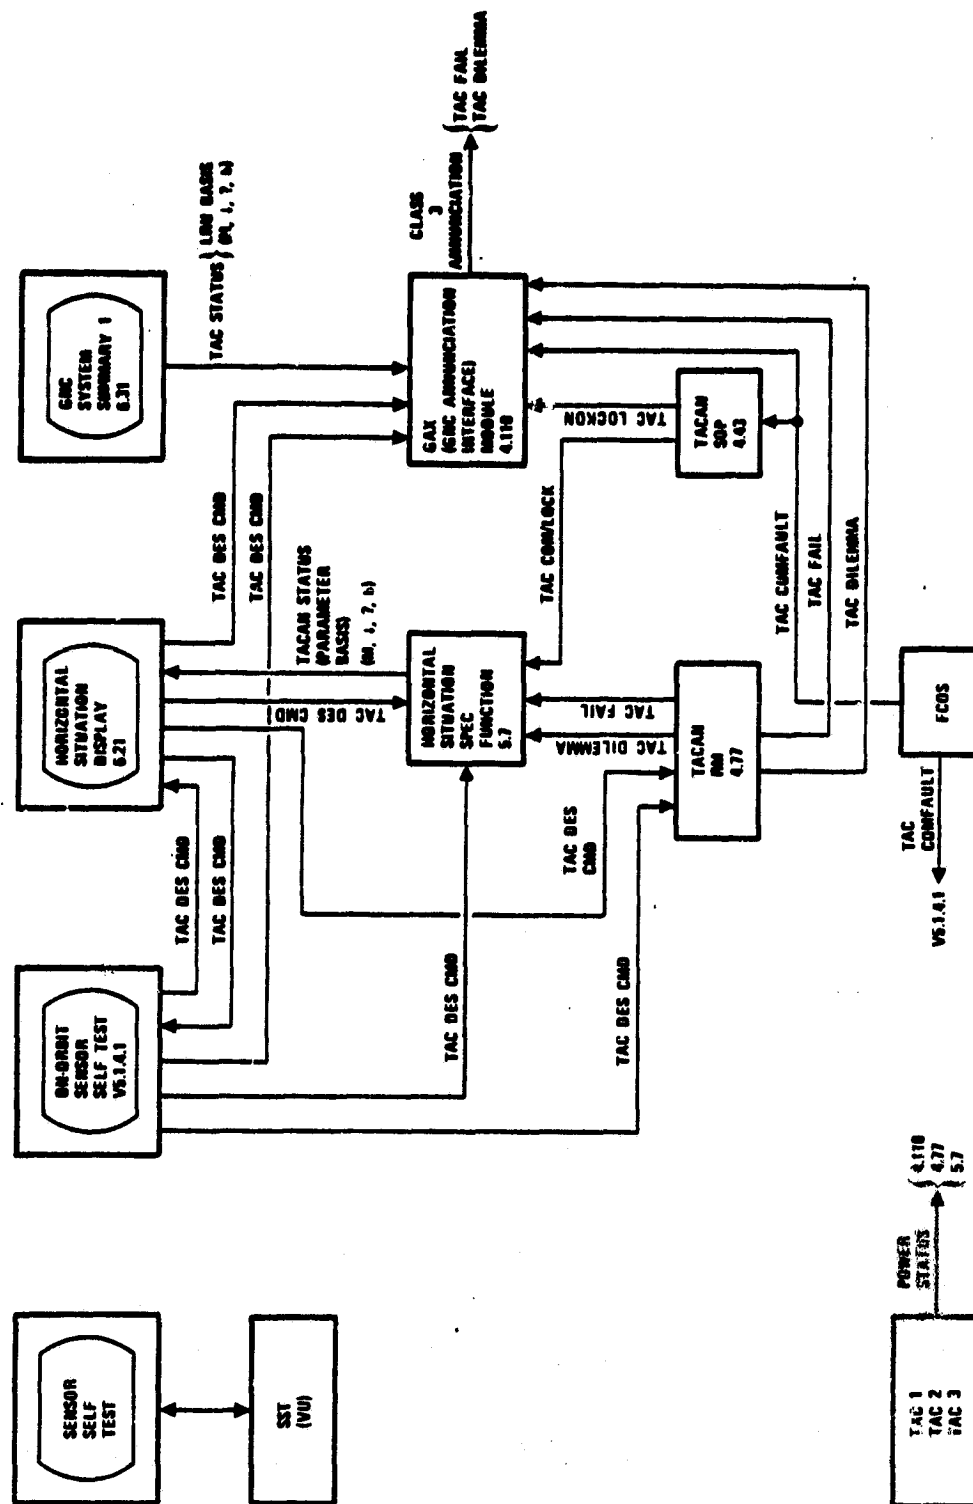 SENSOR
SELF
TEST
SST
(VU)
TAC 1
TAC 2
TAC 3
POWER
STATUS
4.110
4.77
5.7
ON-ORBIT
SENSOR
SELF TEST
V5.1.4.1
TAC DES CMD
TAC DES CMD
TAC DES CMD
TAC DES CMD
HORIZONTAL
SITUATION
DISPLAY
6.21
TAC DES CMD
TAC DES CMD
TAC DES CMD
TACAN STATUS
(PARAMETER
BASIS)
(M, ↓, ?, b)
HORIZONTAL
SITUATION
SPEC
FUNCTION
5.7
TAC DES
CMD
TAC DILEMMA
TAC FAIL
TACAN
RM
4.77
TAC COM/LOCK
TAC COMFAULT
TAC FAIL
TAC DILEMMA
FCOS
TAC
COMFAULT
V5.1.4.1
GNC
SYSTEM
SUMMARY 1
6.31
TAC STATUS
LRU BASIS
(M, ↓, ?, b)
GAX
(GNC ANNUNCIATION
INTERFACE)
MODULE
4.110
TAC LOCKON
TACAN
SOP
4.43
CLASS
3
ANNUNCIATION
TAC FAIL
TAC DILEMMA